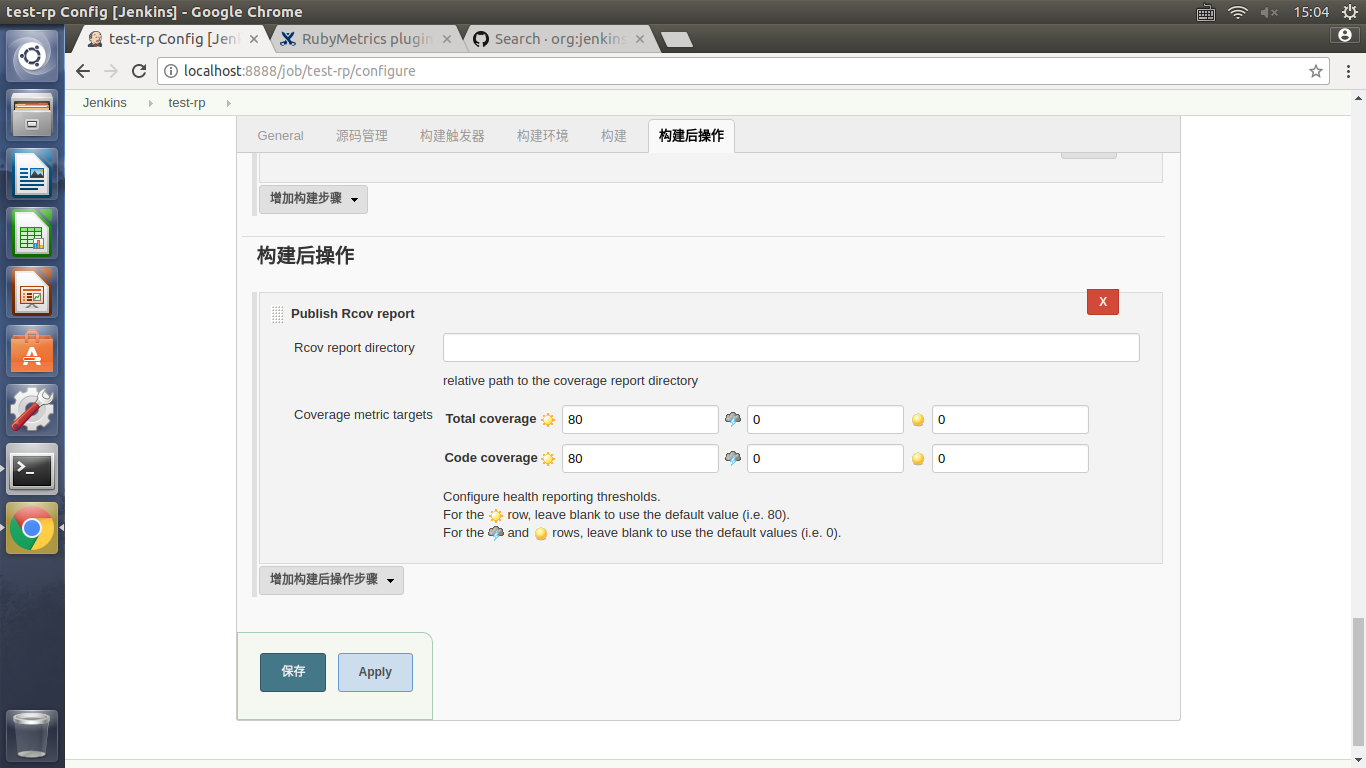 test-rp Config [Jenkins] - Google Chrome
15:04
test-rp Config [Jen
RubyMetrics plugin
Search · org:jenkins
localhost:8888/job/test-rp/configure
Jenkins
test-rp
General
源码管理
构建触发器
构建环境
构建
构建后操作
增加构建步骤
构建后操作
X
Publish Rcov report
Rcov report directory
relative path to the coverage report directory
Coverage metric targets
Total coverage
80
0
0
Code coverage
80
0
0
Configure health reporting thresholds.
For the row, leave blank to use the default value (i.e. 80).
For the and rows, leave blank to use the default values (i.e. 0).
增加构建后操作步骤
保存
Apply